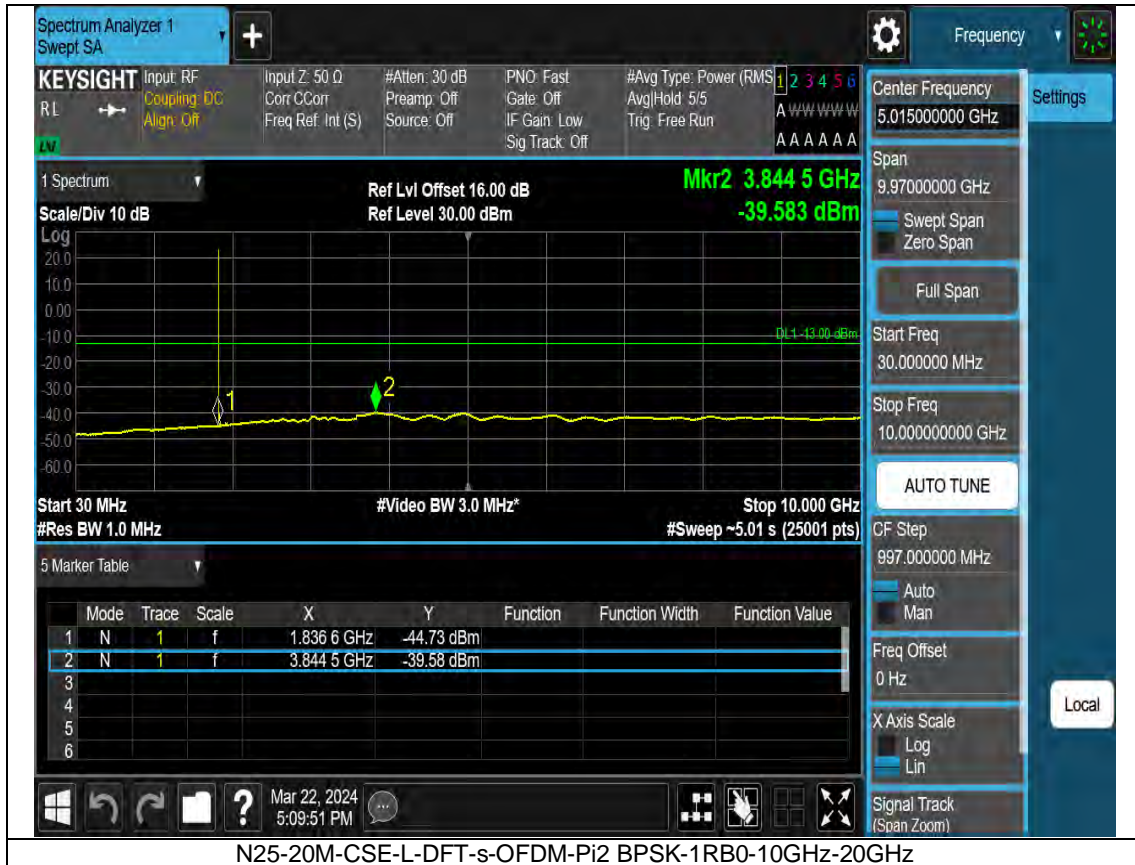 Spectrum Analyzer 1
Swept SA
Frequency
KEYSIGHT
RL
LXI
Input: RF
Coupling: DC
Align: Off
Input Z: 50 Ω
Corr CCorr
Freq Ref: Int (S)
#Atten: 30 dB
Preamp: Off
Source: Off
PNO: Fast
Gate: Off
IF Gain: Low
Sig Track: Off
#Avg Type: Power (RMS
Avg|Hold: 5/5
Trig: Free Run
1 2 3 4 5 6
A W W W W W
A A A A A A
1 Spectrum
Scale/Div 10 dB
Ref Lvl Offset 16.00 dB
Ref Level 30.00 dBm
Mkr2 3.844 5 GHz
-39.583 dBm
Log
20.0
10.0
0.00
-10.0
-20.0
-30.0
-40.0
-50.0
-60.0
DL1 -13.00 dBm
1
2
Start 30 MHz
#Video BW 3.0 MHz*
Stop 10.000 GHz
#Res BW 1.0 MHz
#Sweep ~5.01 s (25001 pts)
5 Marker Table
Mode Trace Scale X Y Function Function Width Function Value
1 N 1 f 1.836 6 GHz -44.73 dBm
2 N 1 f 3.844 5 GHz -39.58 dBm
3
4
5
6
Mar 22, 2024
5:09:51 PM
?
Center Frequency
5.015000000 GHz
Settings
Span
9.97000000 GHz
Swept Span
Zero Span
Full Span
Start Freq
30.000000 MHz
Stop Freq
10.000000000 GHz
AUTO TUNE
CF Step
997.000000 MHz
Auto
Man
Freq Offset
0 Hz
Local
X Axis Scale
Log
Lin
Signal Track
(Span Zoom)
N25-20M-CSE-L-DFT-s-OFDM-Pi2 BPSK-1RB0-10GHz-20GHz